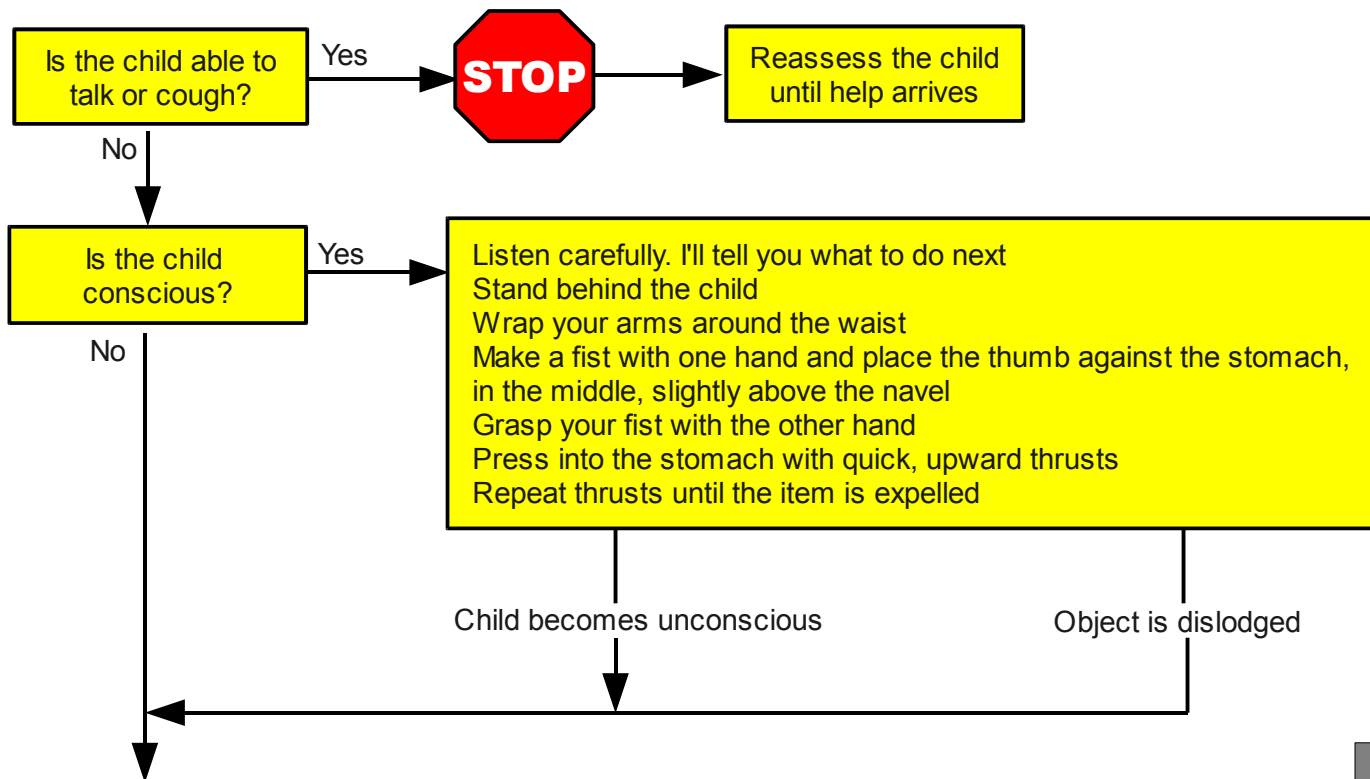 Is the child able to
talk or cough?
Yes
STOP
Reassess the child
until help arrives
No
Is the child
conscious?
Yes
Listen carefully. I'll tell you what to do next
Stand behind the child
Wrap your arms around the waist
Make a fist with one hand and place the thumb against the stomach,
in the middle, slightly above the navel
Grasp your fist with the other hand
Press into the stomach with quick, upward thrusts
Repeat thrusts until the item is expelled
No
Child becomes unconscious
Object is dislodged